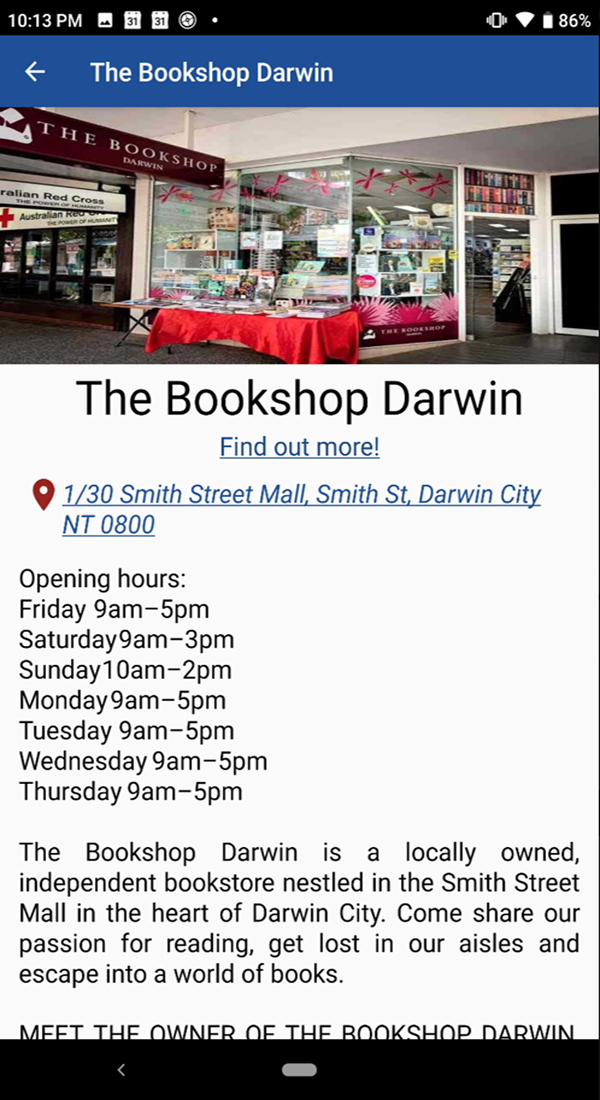 10:13 PM 31 31 86%
The Bookshop Darwin
THE BOOKSHOP
DARWIN
ralian Red Cross
THE POWER OF HUMANITY
Australian Red
THE POWER OF HUMANITY
THE BOOKSHOP
The Bookshop Darwin
Find out more!
1/30 Smith Street Mall, Smith St, Darwin City
NT 0800
Opening hours:
Friday 9am–5pm
Saturday9am–3pm
Sunday10am–2pm
Monday9am–5pm
Tuesday 9am–5pm
Wednesday 9am–5pm
Thursday 9am–5pm
The Bookshop Darwin is a locally owned,
independent bookstore nestled in the Smith Street
Mall in the heart of Darwin City. Come share our
passion for reading, get lost in our aisles and
escape into a world of books.
MEET THE OWNER OF THE BOOKSHOP DARWIN